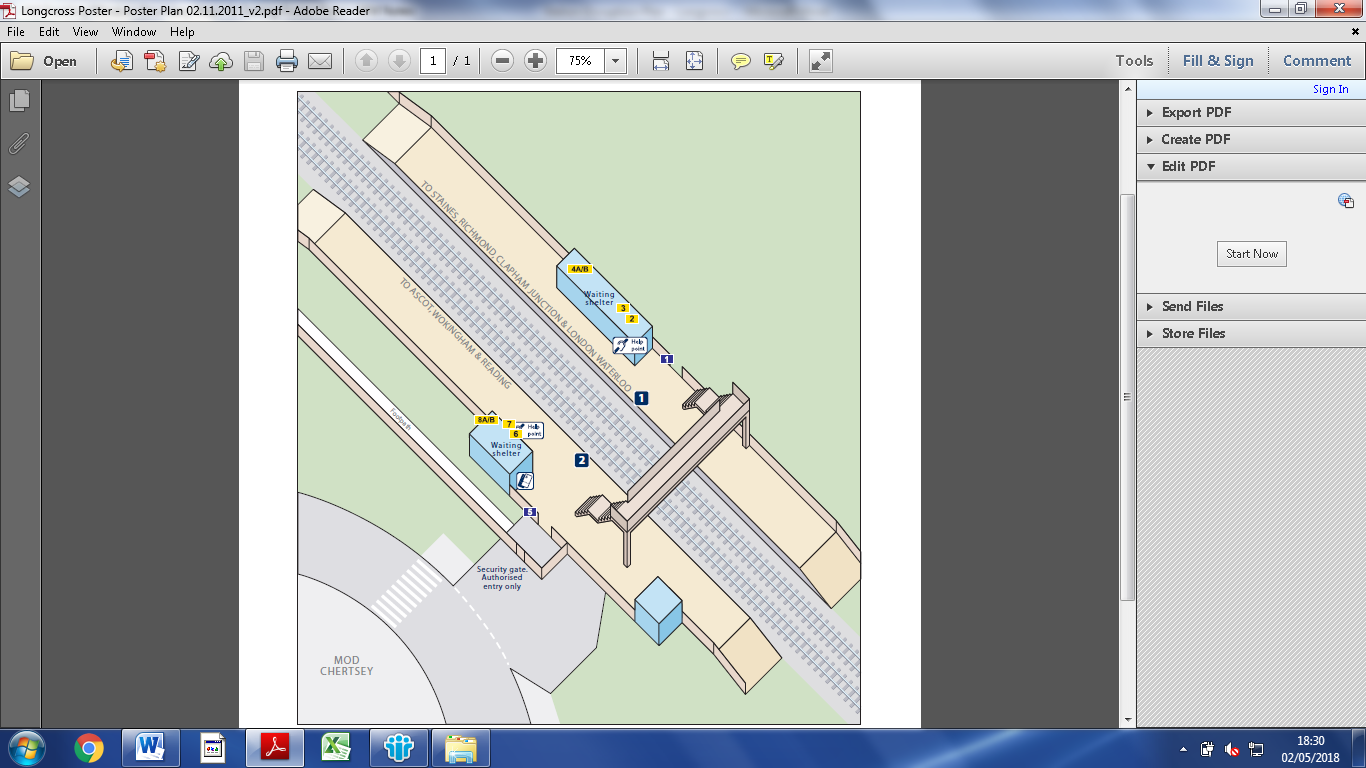 Longcross Poster - Poster Plan 02.11.2011_v2.pdf - Adobe Reader
File Edit View Window Help
Open 1 / 1 75% Tools Fill & Sign Comment
Sign In
Export PDF
Create PDF
Edit PDF
Start Now
Send Files
Store Files
TO STAINES, RICHMOND, CLAPHAM JUNCTION & LONDON WATERLOO
TO ASCOT, WOKINGHAM & READING
4A/B
Waiting
shelter
3
2
Help
point
1
1
8A/B
7
6
Help
point
Waiting
shelter
2
5
Footpath
Security gate.
Authorised
entry only
MOD
CHERTSEY
18:30
02/05/2018